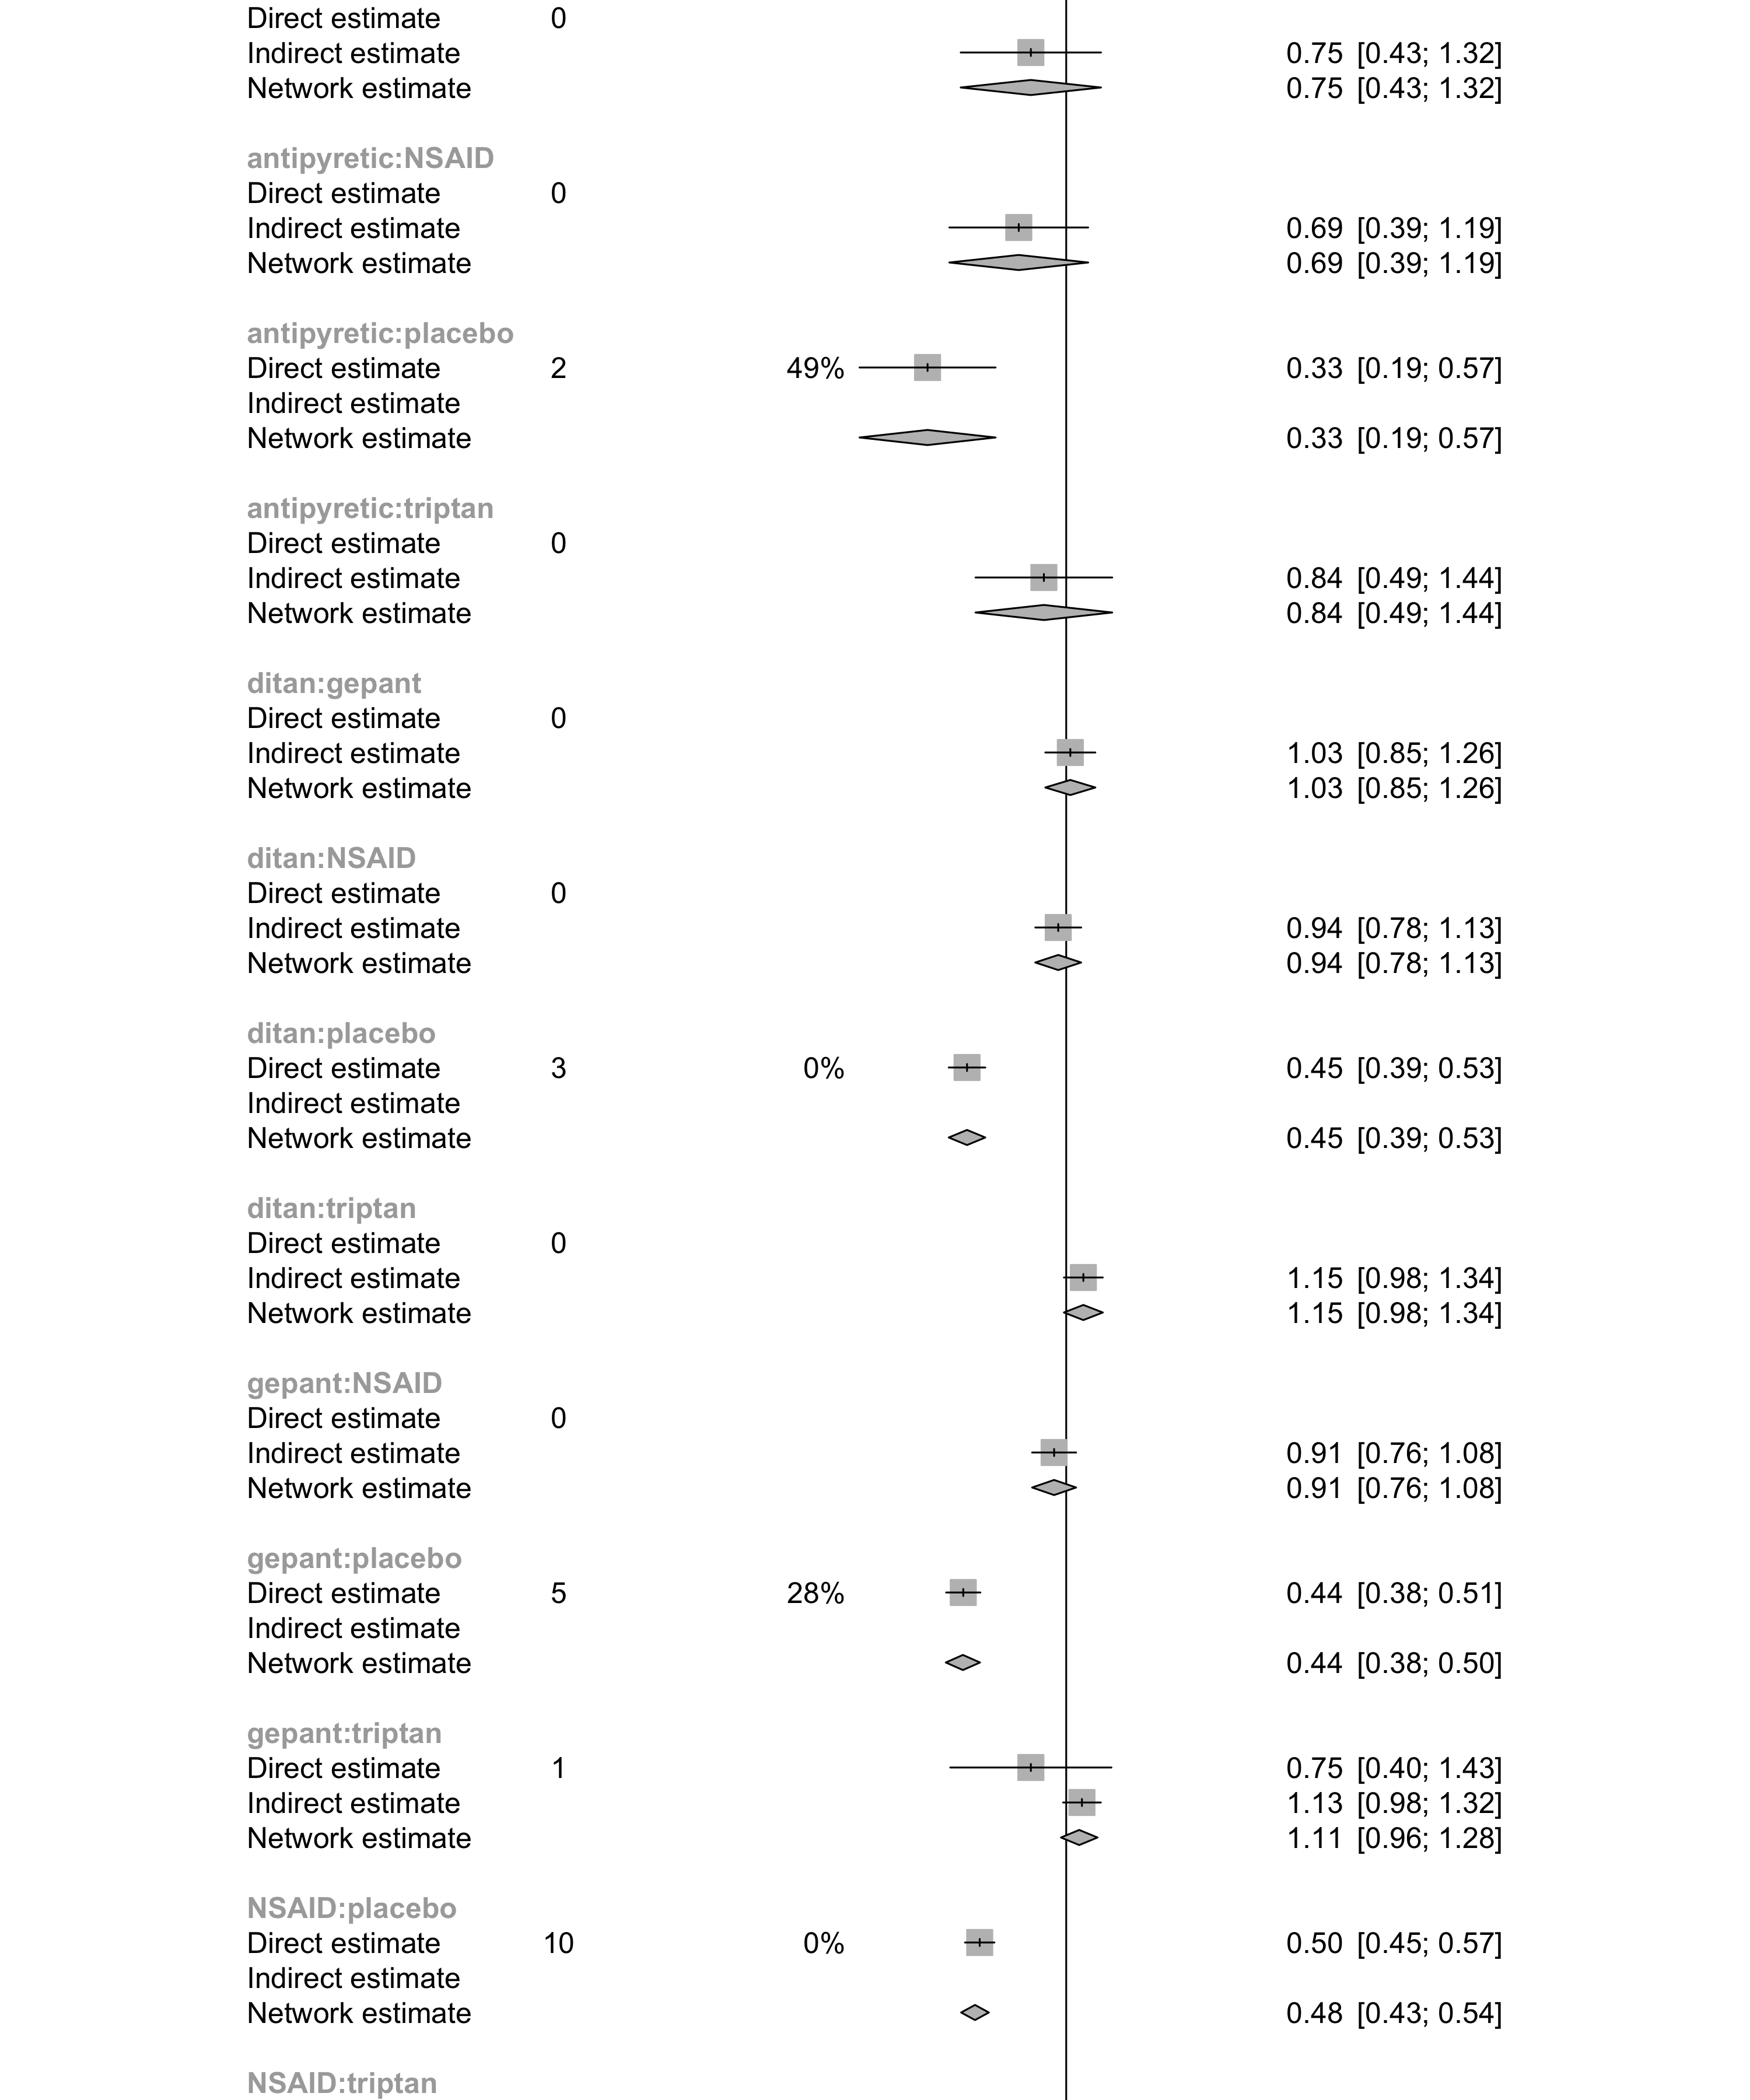 Direct estimate 0
Indirect estimate 0.75 [0.43; 1.32]
Network estimate 0.75 [0.43; 1.32]
antipyretic:NSAID
Direct estimate 0
Indirect estimate 0.69 [0.39; 1.19]
Network estimate 0.69 [0.39; 1.19]
antipyretic:placebo
Direct estimate 2 49% 0.33 [0.19; 0.57]
Indirect estimate
Network estimate 0.33 [0.19; 0.57]
antipyretic:triptan
Direct estimate 0
Indirect estimate 0.84 [0.49; 1.44]
Network estimate 0.84 [0.49; 1.44]
ditan:gepant
Direct estimate 0
Indirect estimate 1.03 [0.85; 1.26]
Network estimate 1.03 [0.85; 1.26]
ditan:NSAID
Direct estimate 0
Indirect estimate 0.94 [0.78; 1.13]
Network estimate 0.94 [0.78; 1.13]
ditan:placebo
Direct estimate 3 0% 0.45 [0.39; 0.53]
Indirect estimate
Network estimate 0.45 [0.39; 0.53]
ditan:triptan
Direct estimate 0
Indirect estimate 1.15 [0.98; 1.34]
Network estimate 1.15 [0.98; 1.34]
gepant:NSAID
Direct estimate 0
Indirect estimate 0.91 [0.76; 1.08]
Network estimate 0.91 [0.76; 1.08]
gepant:placebo
Direct estimate 5 28% 0.44 [0.38; 0.51]
Indirect estimate
Network estimate 0.44 [0.38; 0.50]
gepant:triptan
Direct estimate 1 0.75 [0.40; 1.43]
Indirect estimate 1.13 [0.98; 1.32]
Network estimate 1.11 [0.96; 1.28]
NSAID:placebo
Direct estimate 10 0% 0.50 [0.45; 0.57]
Indirect estimate
Network estimate 0.48 [0.43; 0.54]
NSAID:triptan